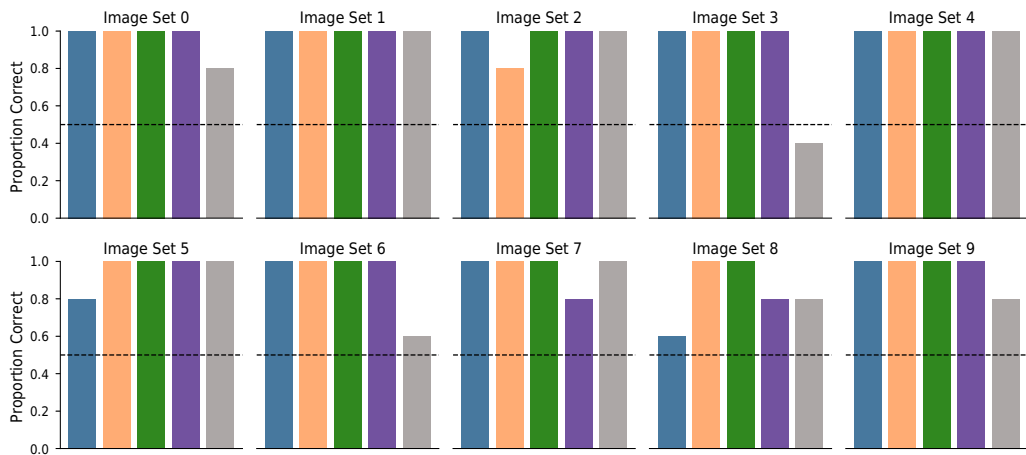 Image Set 0
Image Set 1
Image Set 2
Image Set 3
Image Set 4
Proportion Correct
1.0
0.8
0.6
0.4
0.2
0.0
Image Set 5
Image Set 6
Image Set 7
Image Set 8
Image Set 9
Proportion Correct
1.0
0.8
0.6
0.4
0.2
0.0